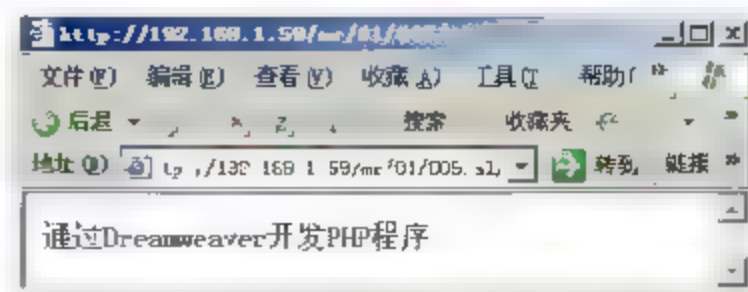 http://192.168.1.59/mr/01/
文件(F) 编辑(E) 查看(V) 收藏(A) 工具(T 帮助(
后退 搜索 收藏夹
地址(D) 转到 链接
通过Dreamweaver开发PHP程序